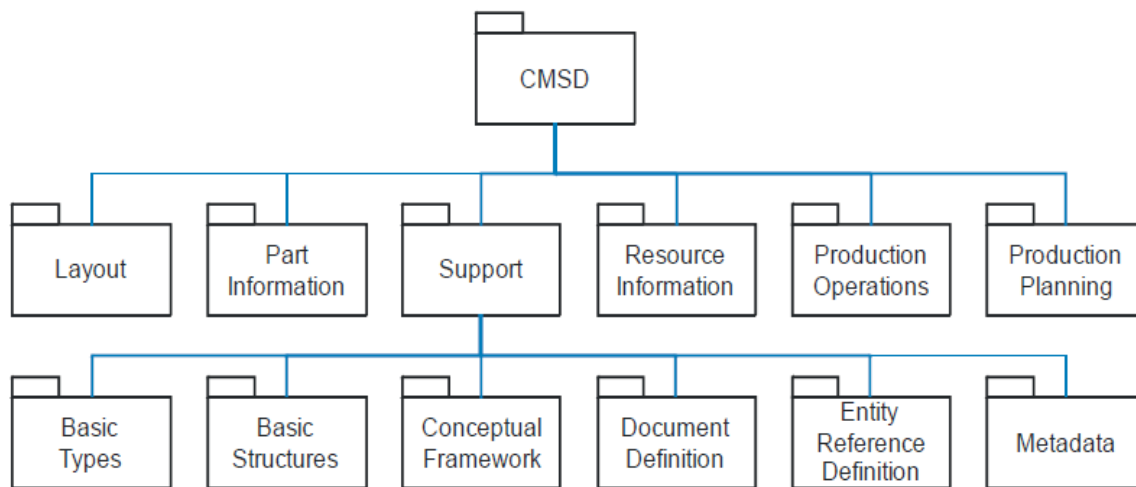 CMSD
Layout
Part
Information
Support
Resource
Information
Production
Operations
Production
Planning
Basic
Types
Basic
Structures
Conceptual
Framework
Document
Definition
Entity
Reference
Definition
Metadata